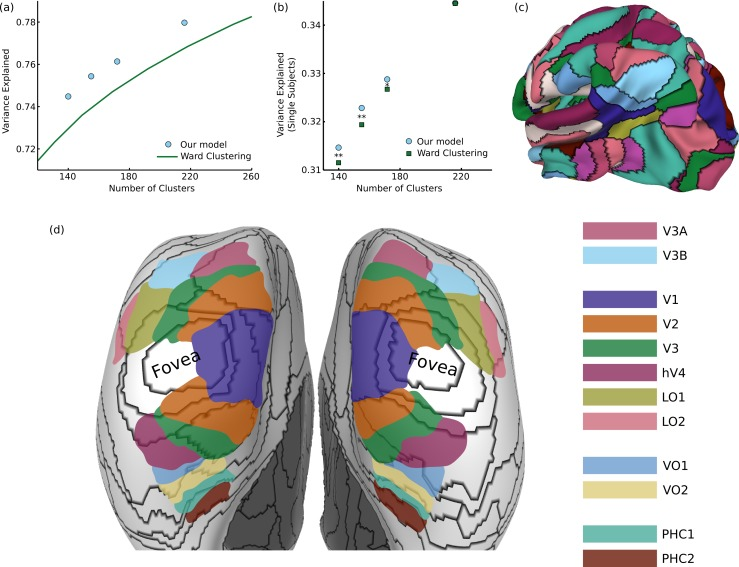 (a)
0.78
0.76
0.74
0.72
Variance Explained
Our model
Ward Clustering
140
180
220
260
Number of Clusters
(b)
0.34
0.33
0.32
0.31
Variance Explained
(Single Subjects)
**
**
*
Our model
Ward Clustering
140
180
220
Number of Clusters
(c)
(d)
Fovea
Fovea
V3A
V3B
V1
V2
V3
hV4
LO1
LO2
VO1
VO2
PHC1
PHC2